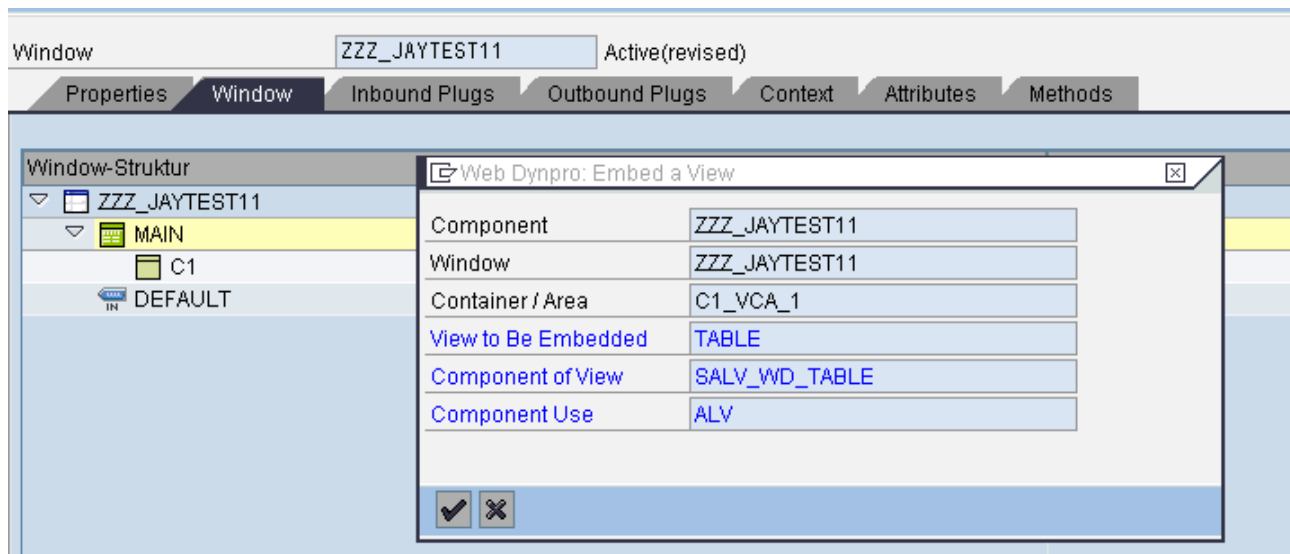 Window ZZZ_JAYTEST11 Active(revised)
Properties Window Inbound Plugs Outbound Plugs Context Attributes Methods
Window-Struktur
ZZZ_JAYTEST11
MAIN
C1
IN DEFAULT
Web Dynpro: Embed a View
Component ZZZ_JAYTEST11
Window ZZZ_JAYTEST11
Container / Area C1_VCA_1
View to Be Embedded TABLE
Component of View SALV_WD_TABLE
Component Use ALV